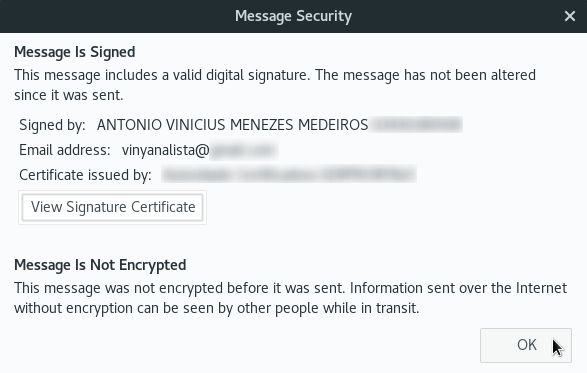 Message Security
Message Is Signed
This message includes a valid digital signature. The message has not been altered
since it was sent.
Signed by: ANTONIO VINICIUS MENEZES MEDEIROS
Email address: vinyanalista@
Certificate issued by:
View Signature Certificate
Message Is Not Encrypted
This message was not encrypted before it was sent. Information sent over the Internet
without encryption can be seen by other people while in transit.
OK